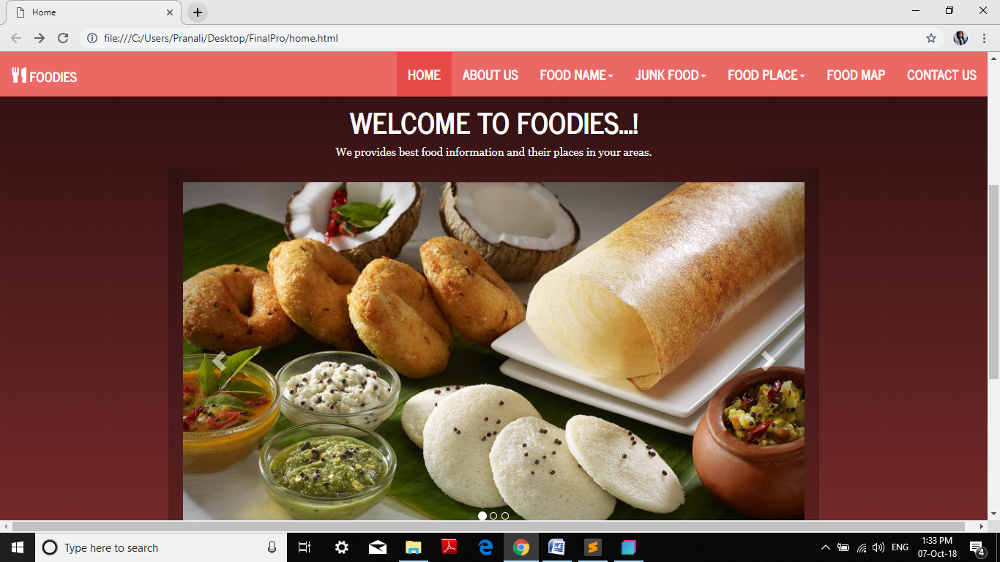 Home
file:///C:/Users/Pranali/Desktop/FinalPro/home.html
FOODIES HOME ABOUT US FOOD NAME JUNK FOOD FOOD PLACE FOOD MAP CONTACT US
WELCOME TO FOODIES...!
We provides best food information and their places in your areas.
Type here to search
ENG
1:33 PM
07-Oct-18
4